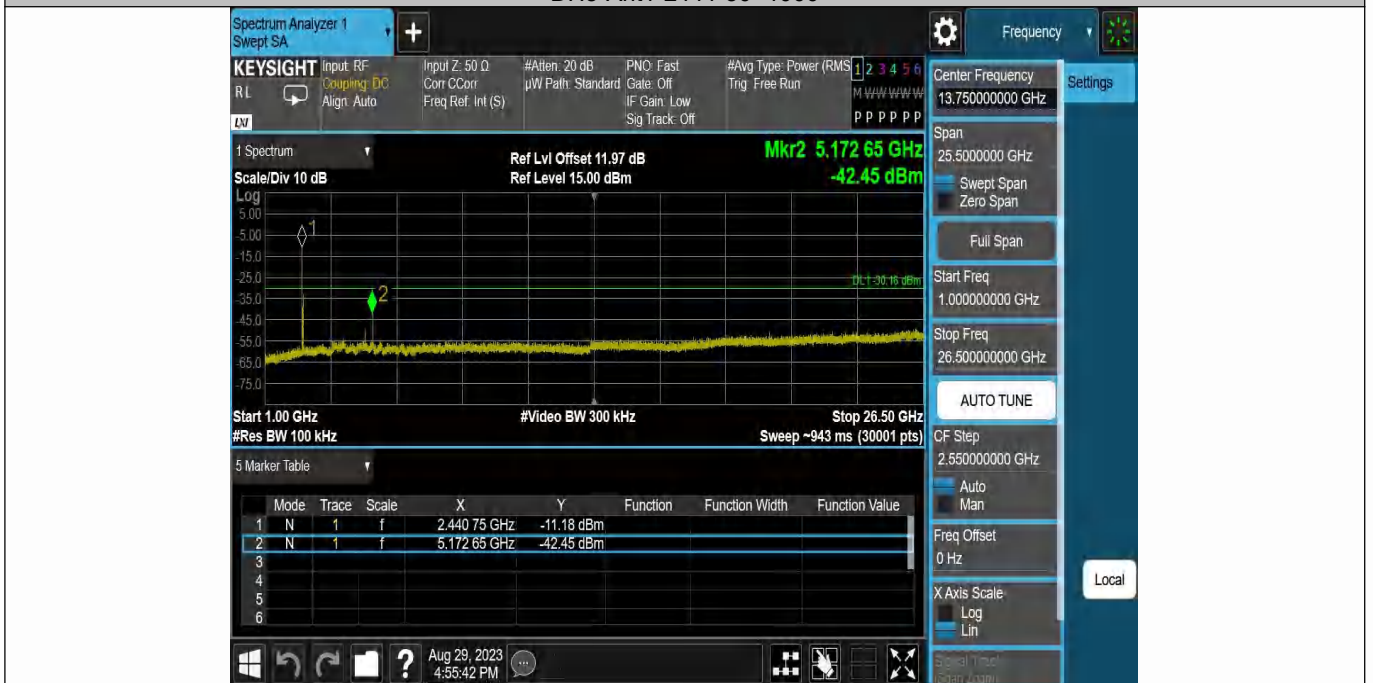 Spectrum Analyzer 1
Swept SA
+
Frequency
KEYSIGHT
RL
LXI
Input: RF
Coupling: DC
Align: Auto
Input Z: 50 Ω
Corr CCorr
Freq Ref: Int (S)
#Atten: 20 dB
µW Path: Standard
PNO: Fast
Gate: Off
IF Gain: Low
Sig Track: Off
#Avg Type: Power (RMS
Trig: Free Run
1 2 3 4 5 6
M W W W W W
P P P P P P
1 Spectrum
Scale/Div 10 dB
Ref Lvl Offset 11.97 dB
Ref Level 15.00 dBm
Mkr2 5.172 65 GHz
-42.45 dBm
Log
5.00
-5.00
-15.0
-25.0
-35.0
-45.0
-55.0
-65.0
-75.0
1
2
DL1 -30.16 dBm
Start 1.00 GHz
#Video BW 300 kHz
Stop 26.50 GHz
#Res BW 100 kHz
Sweep ~943 ms (30001 pts)
5 Marker Table
Mode Trace Scale X Y Function Function Width Function Value
1 N 1 f 2.440 75 GHz -11.18 dBm
2 N 1 f 5.172 65 GHz -42.45 dBm
3
4
5
6
?
Aug 29, 2023
4:55:42 PM
Center Frequency
13.750000000 GHz
Settings
Span
25.5000000 GHz
Swept Span
Zero Span
Full Span
Start Freq
1.000000000 GHz
Stop Freq
26.500000000 GHz
AUTO TUNE
CF Step
2.550000000 GHz
Auto
Man
Freq Offset
0 Hz
X Axis Scale
Log
Lin
Local
Signal Track
(Span Zoom)